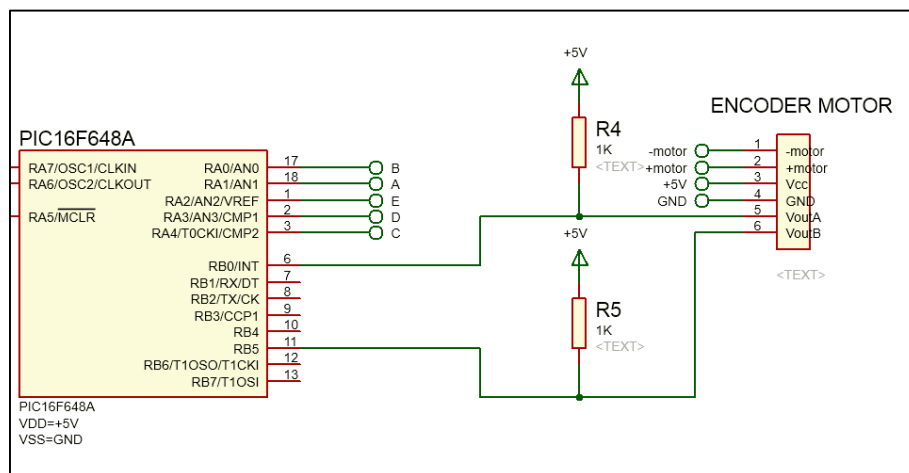 PIC16F648A
RA7/OSC1/CLKIN
RA6/OSC2/CLKOUT
RA5/MCLR
RA0/AN0 17 B
RA1/AN1 18 A
RA2/AN2/VREF 1 E
RA3/AN3/CMP1 2 D
RA4/T0CKI/CMP2 3 C
RB0/INT 6
RB1/RX/DT 7
RB2/TX/CK 8
RB3/CCP1 9
RB4 10
RB5 11
RB6/T1OSO/T1CKI 12
RB7/T1OSI 13
PIC16F648A
VDD=+5V
VSS=GND
+5V
R4
1K
<TEXT>
+5V
R5
1K
<TEXT>
ENCODER MOTOR
-motor 1 -motor
+motor 2 +motor
+5V 3 Vcc
GND 4 GND
5 VoutA
6 VoutB
<TEXT>